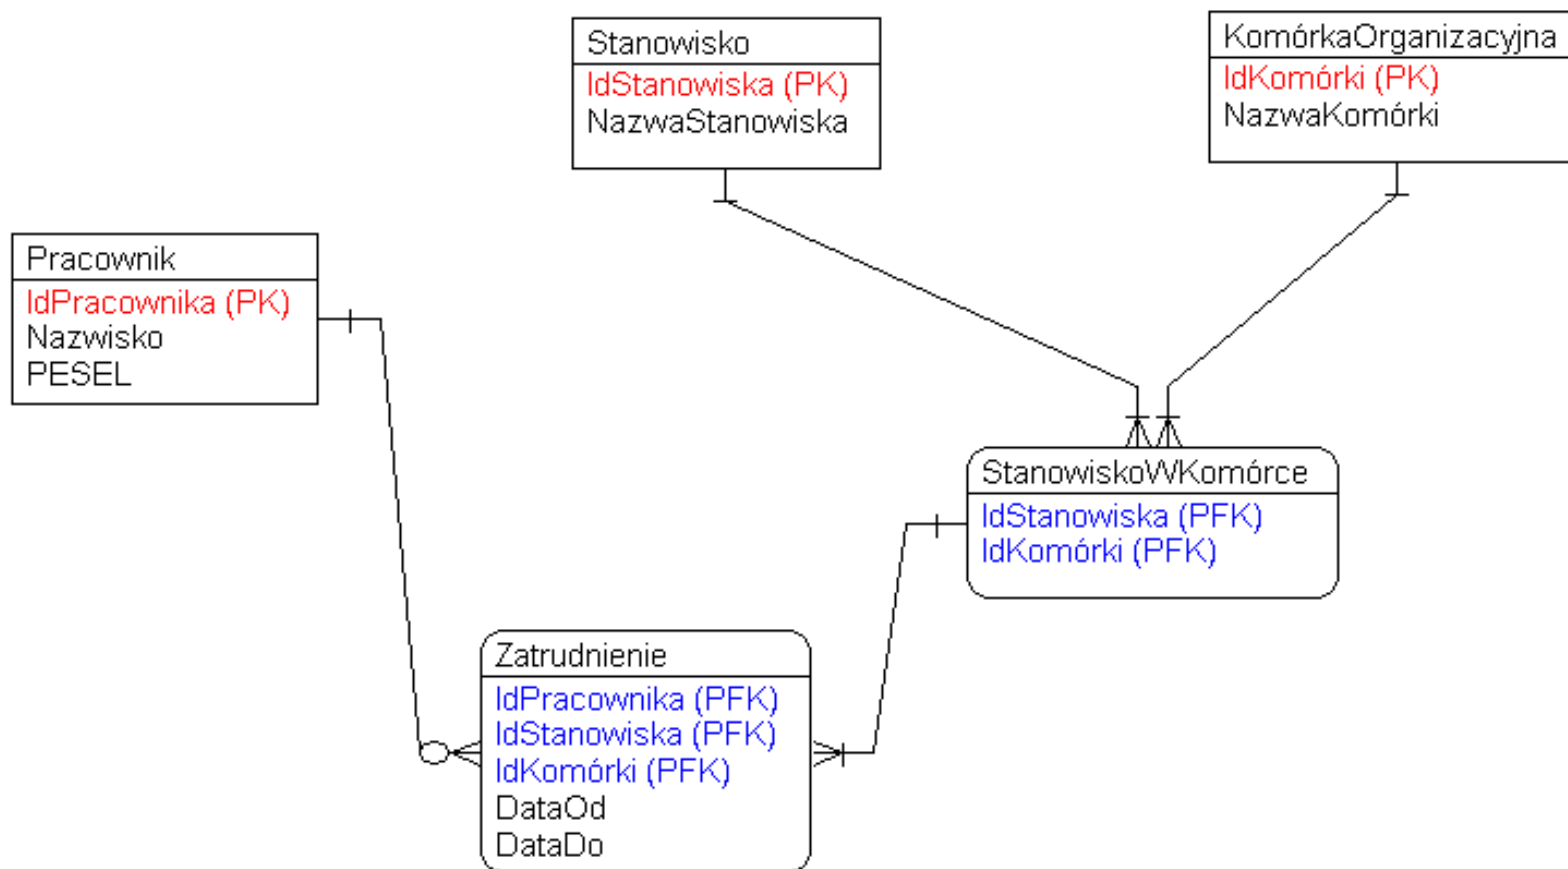 Stanowisko
IdStanowiska (PK)
NazwaStanowiska
KomórkaOrganizacyjna
IdKomórki (PK)
NazwaKomórki
Pracownik
IdPracownika (PK)
Nazwisko
PESEL
StanowiskoWKomórce
IdStanowiska (PFK)
IdKomórki (PFK)
Zatrudnienie
IdPracownika (PFK)
IdStanowiska (PFK)
IdKomórki (PFK)
DataOd
DataDo